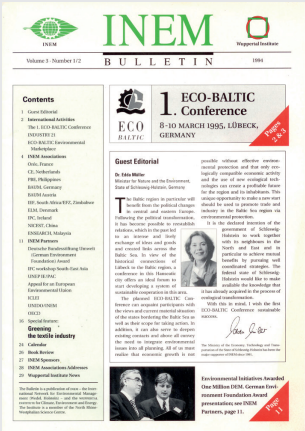 INEM
INEM
Wuppertal Institute
Volume 3 · Number 1/2
BULLETIN
1994
Contents
1 Guest Editorial
2 International Activities
The 1. ECO-BALTIC Conference
INDUSTRY 21
ECO-BALTIC Environmental
Marketplace
4 INEM Associations
Oréc, France
CE, Netherlands
PBE, Philippines
BAUM, Germany
BAUM Austria
IEF, South Africa/EFZ, Zimbabwe
ELM, Denmark
IPC, Ireland
NICEST, China
ENSEARCH, Malaysia
11 INEM Partners
Deutsche Bundesstiftung Umwelt
(German Environment
Foundation) Award
IFC workshop South-East Asia
UNEP IE/PAC
Appeal for an European
Environmental Union
ICLEI
UNIDO/UNEP
OECD
16 Special feature:
Greening
the textile industry
24 Calendar
26 Book Review
27 INEM Sponsors
28 INEM Associations Addresses
29 Wuppertal Institute News
ECO
BALTIC
1. ECO-BALTIC
Conference
8-10 MARCH 1995, LÜBECK,
GERMANY
Pages
2 & 3
Guest Editorial
Dr. Edda Müller
Minister for Nature and the Environment,
State of Schleswig-Holstein, Germany
The Baltic region in particular will
benefit from the political changes
in central and eastern Europe.
Following the political transformation,
it has become possible to reestablish
relations, which in the past led
to an intense and lively
exchange of ideas and goods
and created links across the
Baltic Sea. In view of the
historical connections of
Lübeck to the Baltic region, a
conference in this Hanseatic
city offers an ideal forum to
start developing a system of
sustainable cooperation in this area.
The planned ECO-BALTIC Conference
can acquaint participants with
the views and current material situation
of the states bordering the Baltic Sea as
well as their scope for taking action. In
addition, it can also serve to deepen
existing contacts and above all convey
the need to integrate environmental
issues into all planning. All of us must
realise that economic growth is not
possible without effective environmental
protection and that only ecologically
compatible economic activity
and the use of new ecological technologies
can create a profitable future
for the region and its inhabitants. This
unique opportunity to make a new start
should be used to promote trade and
industry in the Baltic Sea region via
environmental protection.
It is the declared intention of the
government of Schleswig-
Holstein to work together
with its neighbours in the
North and East and in
particular to achieve mutual
benefits by pursuing well
coordinated strategies. The
federal state of Schleswig-
Holstein would like to make
available the knowledge that
it has already acquired in the process of
ecological transformation.
With this in mind, I wish the first
ECO BALTIC Conference sustainable
success.
Environmental Initiatives Awarded
One Million DEM. German Environment
Foundation Award
presentation; see INEM
Partners, page 11.
Page
11